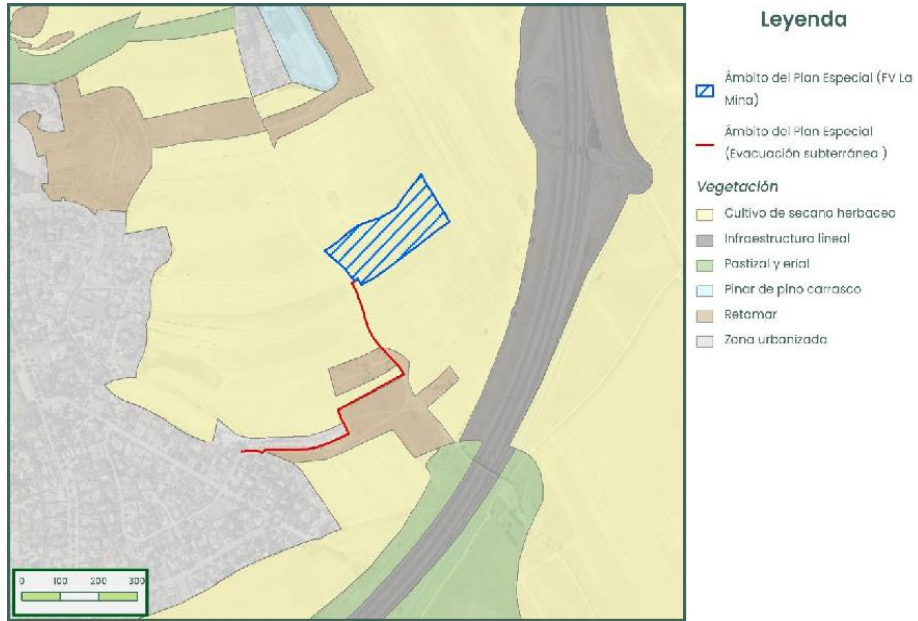 Leyenda
Ámbito del Plan Especial (FV La
Mina)
Ámbito del Plan Especial
(Evacuación subterránea )
Vegetación
Cultivo de secano herbaceo
Infraestructura lineal
Pastizal y erial
Pinar de pino carrasco
Retamar
Zona urbanizada
0 100 200 300